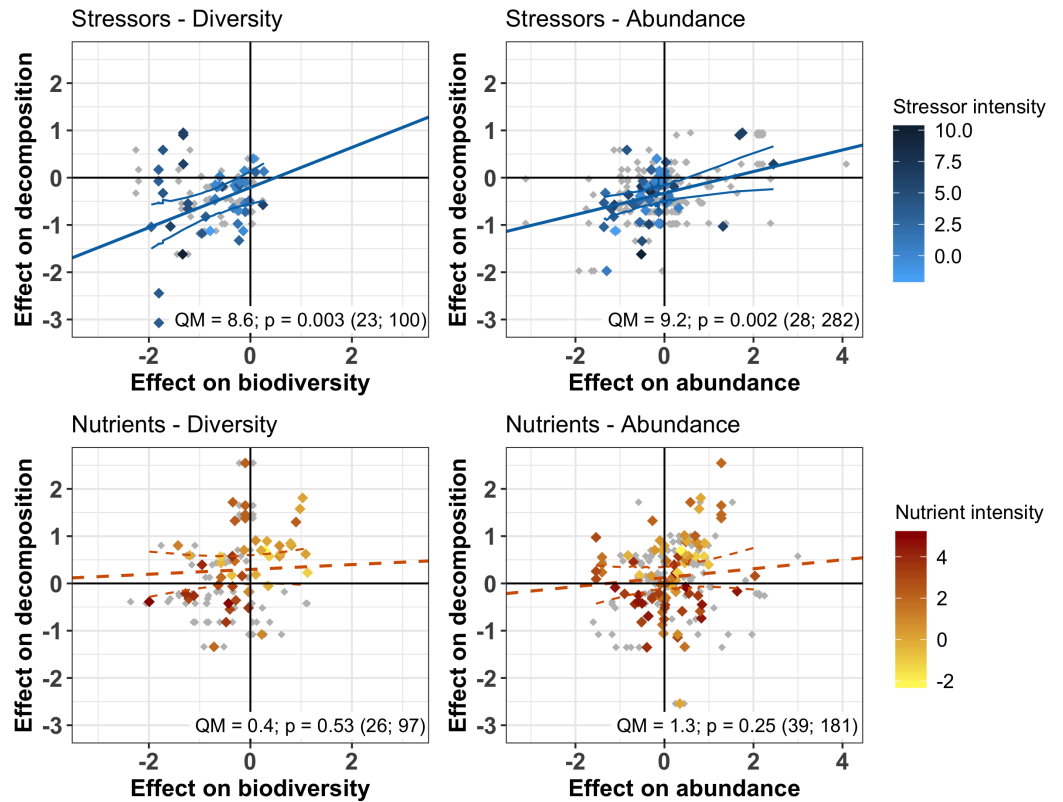 Stressors - Diversity
Stressors - Abundance
Effect on decomposition
2
1
0
-1
-2
-3
QM = 8.6; p = 0.003 (23; 100)
-2
0
2
Effect on biodiversity
Effect on decomposition
2
1
0
-1
-2
-3
QM = 9.2; p = 0.002 (28; 282)
-2
0
2
4
Effect on abundance
Stressor intensity
10.0
7.5
5.0
2.5
0.0
Nutrients - Diversity
Nutrients - Abundance
Effect on decomposition
2
1
0
-1
-2
-3
QM = 0.4; p = 0.53 (26; 97)
-2
0
2
Effect on biodiversity
Effect on decomposition
2
1
0
-1
-2
-3
QM = 1.3; p = 0.25 (39; 181)
-2
0
2
4
Effect on abundance
Nutrient intensity
4
2
0
-2